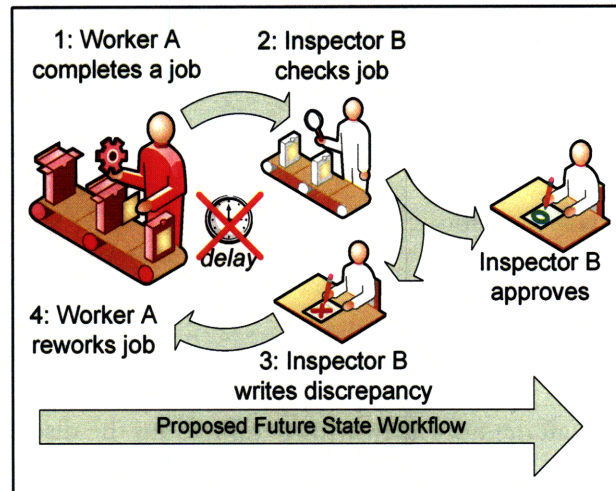 1: Worker A
completes a job
2: Inspector B
checks job
delay
Inspector B
approves
4: Worker A
reworks job
3: Inspector B
writes discrepancy
Proposed Future State Workflow